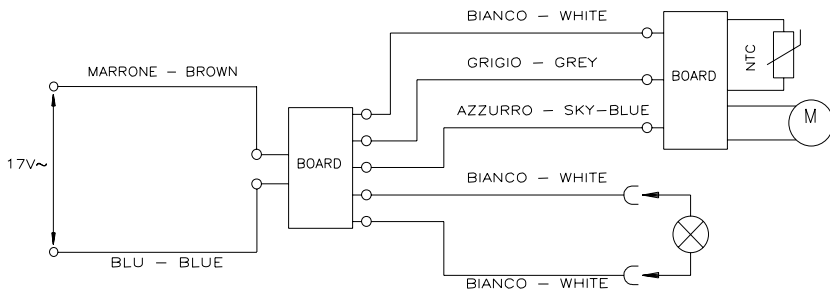 BIANCO – WHITE
MARRONE – BROWN
GRIGIO – GREY
BOARD
NTC
AZZURRO – SKY–BLUE
M
17V~
BOARD
BIANCO – WHITE
BLU – BLUE
BIANCO – WHITE